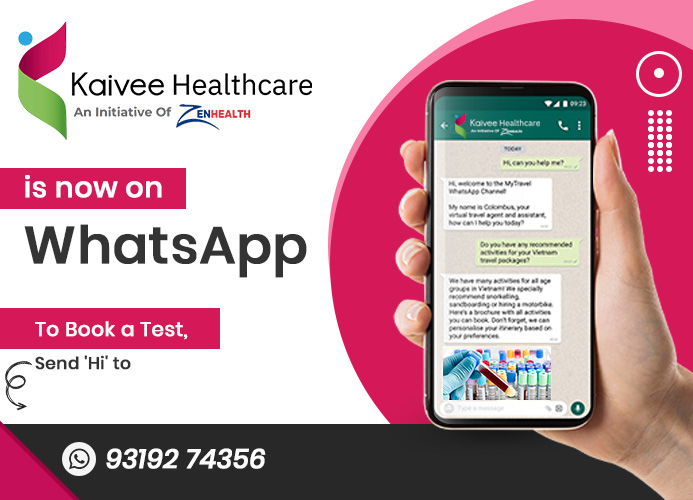 Kaivee Healthcare
An Initiative Of ZENHEALTH
is now on
WhatsApp
To Book a Test,
Send 'Hi' to
93192 74356
09:23
Kaivee Healthcare
An Initiative Of ZENHEALTH
TODAY
Hi, can you help me?
Hi, welcome to the MyTravel
WhatsApp Channel!
My name is Colombus, your
virtual travel agent and assistant,
how can I help you today?
Do you have any recommended
activities for your Vietnam
travel packages?
We have many activities for all age
groups in Vietnam! We specially
recommend snorkelling,
sandboarding or hiring a motorbike.
Here's a brochure with all activities
you can book. Don't forget, we can
personalise your itinerary based on
your preferences.
Type a message